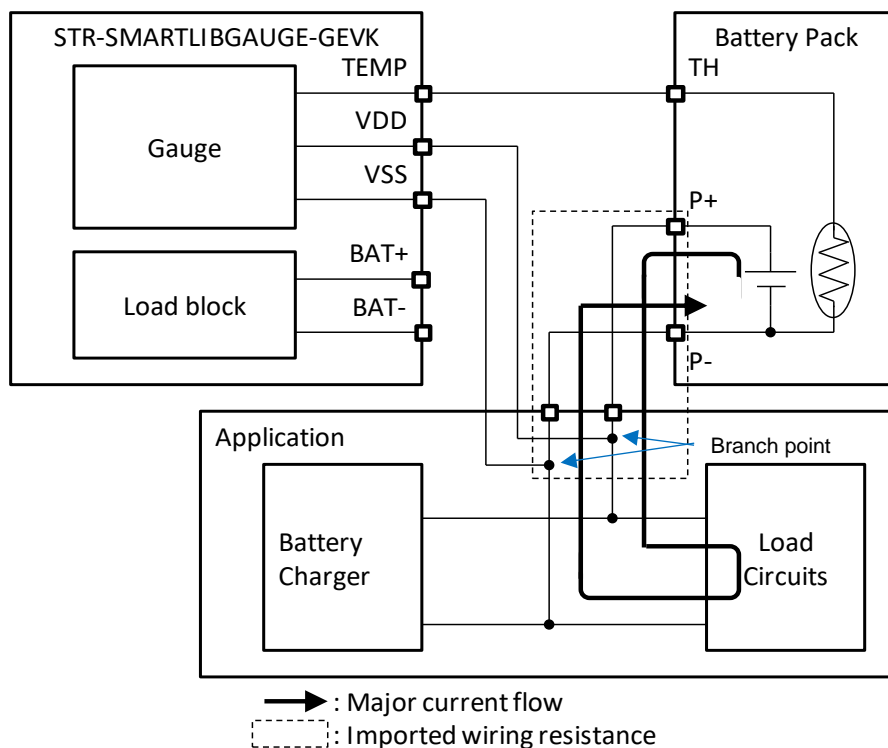 STR-SMARTLIBGAUGE-GEVK
Battery Pack
TEMP
TH
VDD
Gauge
VSS
P+
BAT+
Load block
BAT-
P-
Application
Branch point
Battery
Charger
Load
Circuits
: Major current flow
: Imported wiring resistance